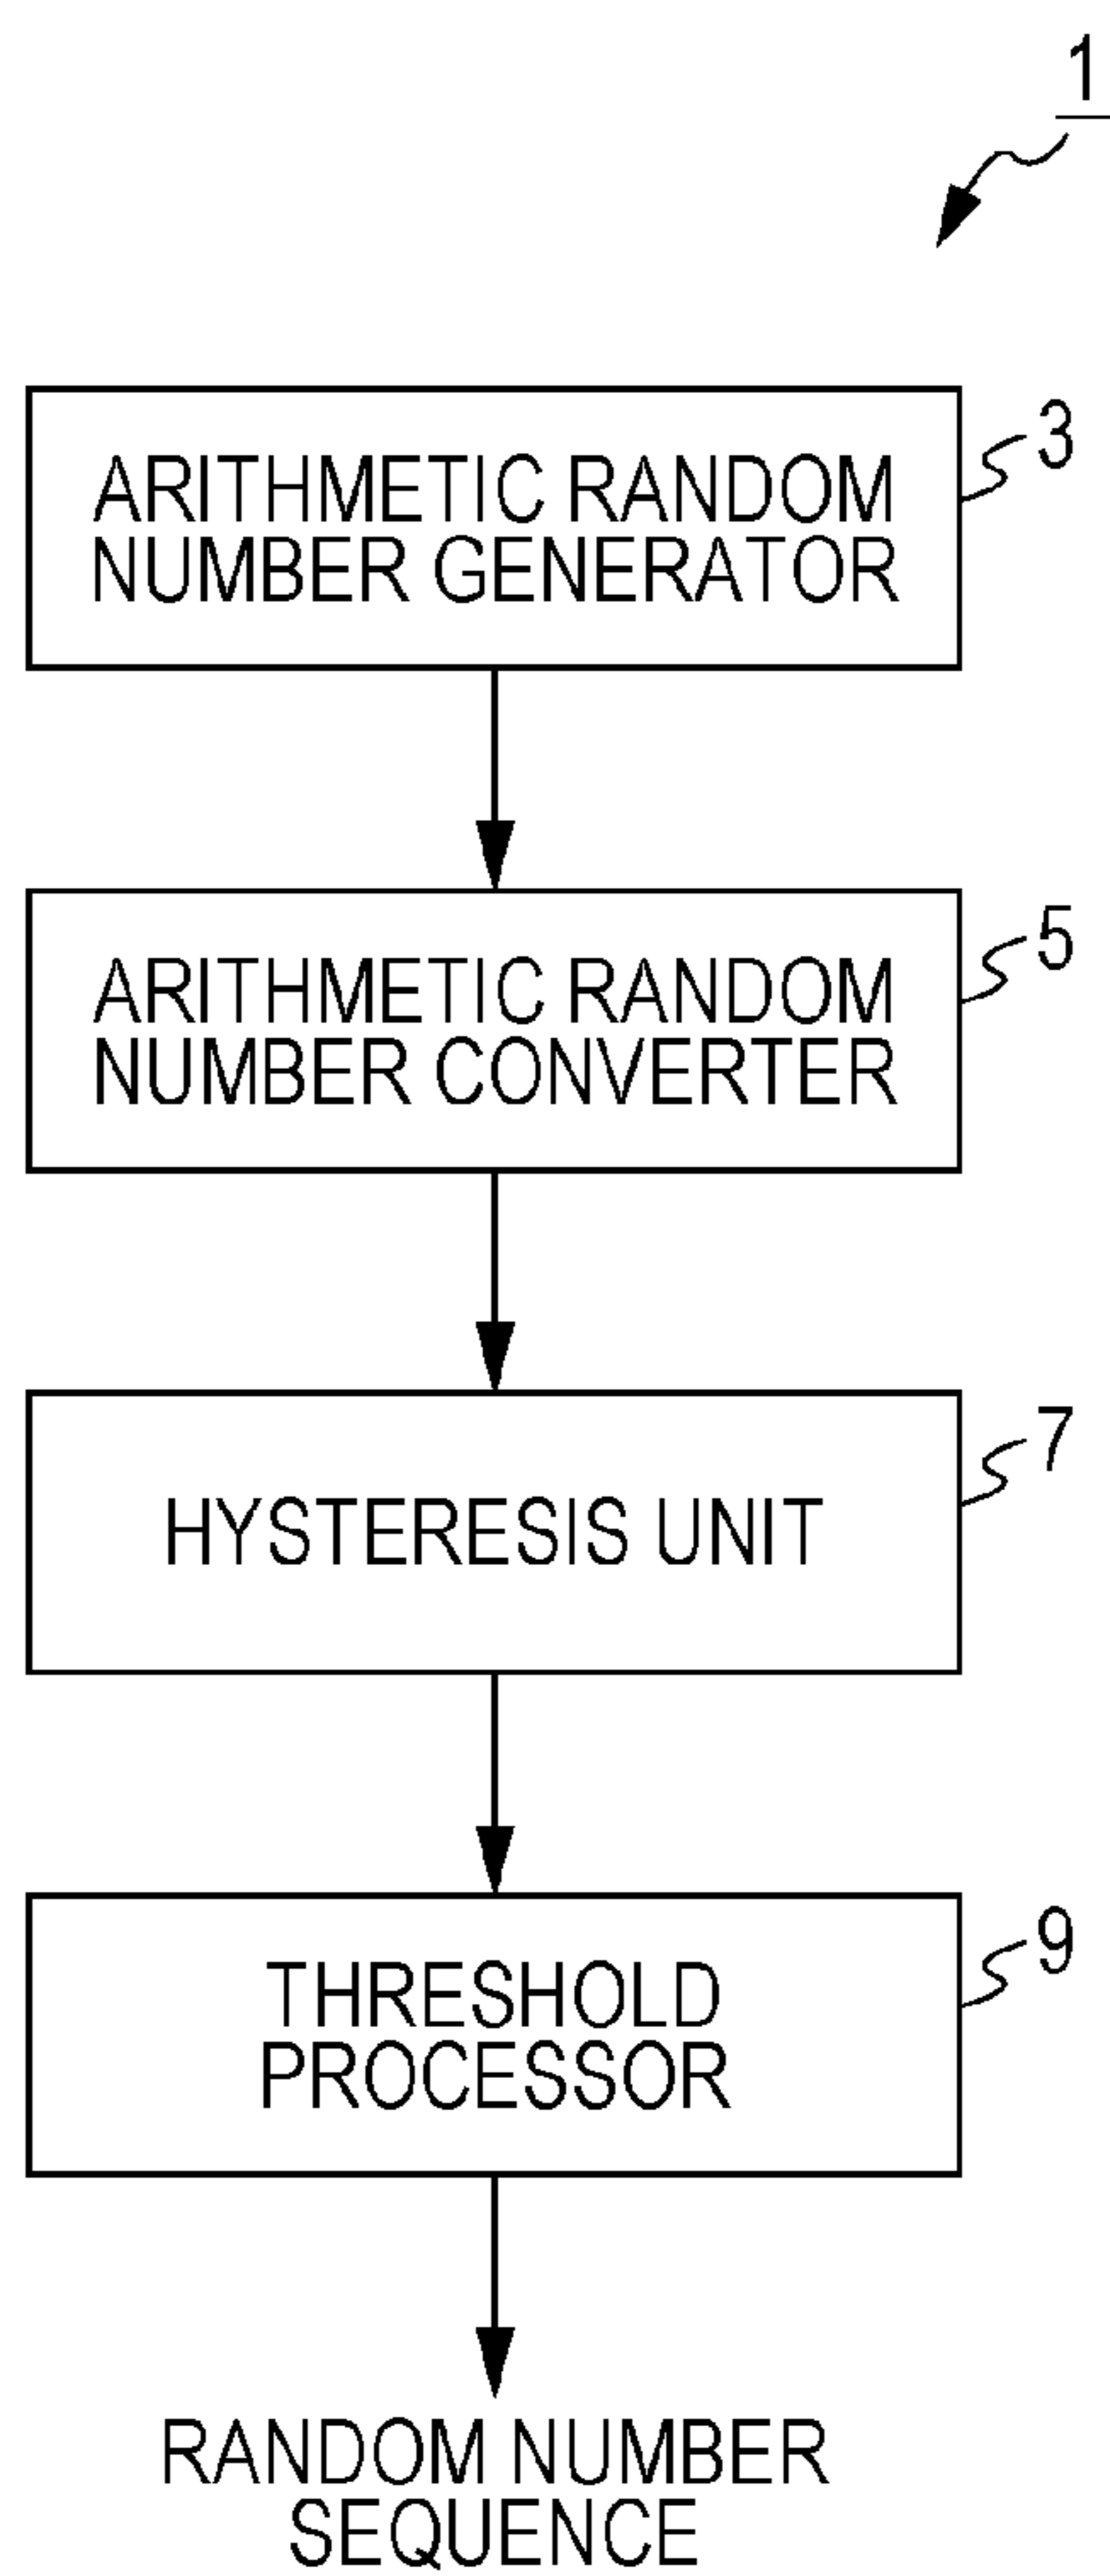 1
ARITHMETIC RANDOM
NUMBER GENERATOR
3
ARITHMETIC RANDOM
NUMBER CONVERTER
5
HYSTERESIS UNIT
7
THRESHOLD
PROCESSOR
9
RANDOM NUMBER
SEQUENCE